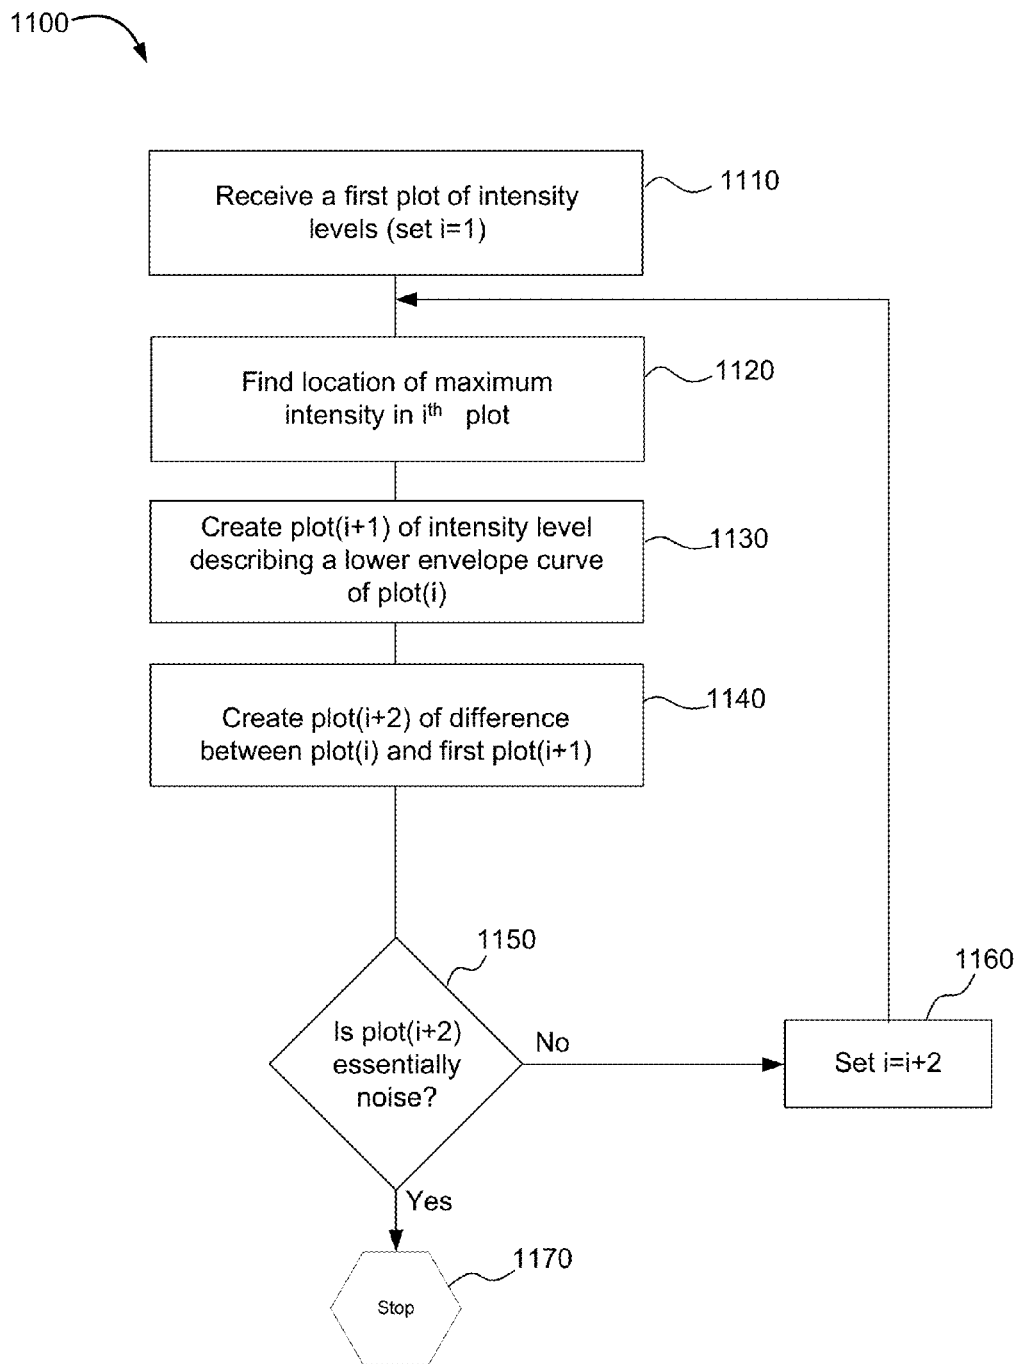 1100
Receive a first plot of intensity
levels (set i=1)
1110
Find location of maximum
intensity in ith plot
1120
Create plot(i+1) of intensity level
describing a lower envelope curve
of plot(i)
1130
Create plot(i+2) of difference
between plot(i) and first plot(i+1)
1140
1150
Is plot(i+2)
essentially
noise?
No
1160
Set i=i+2
Yes
1170
Stop